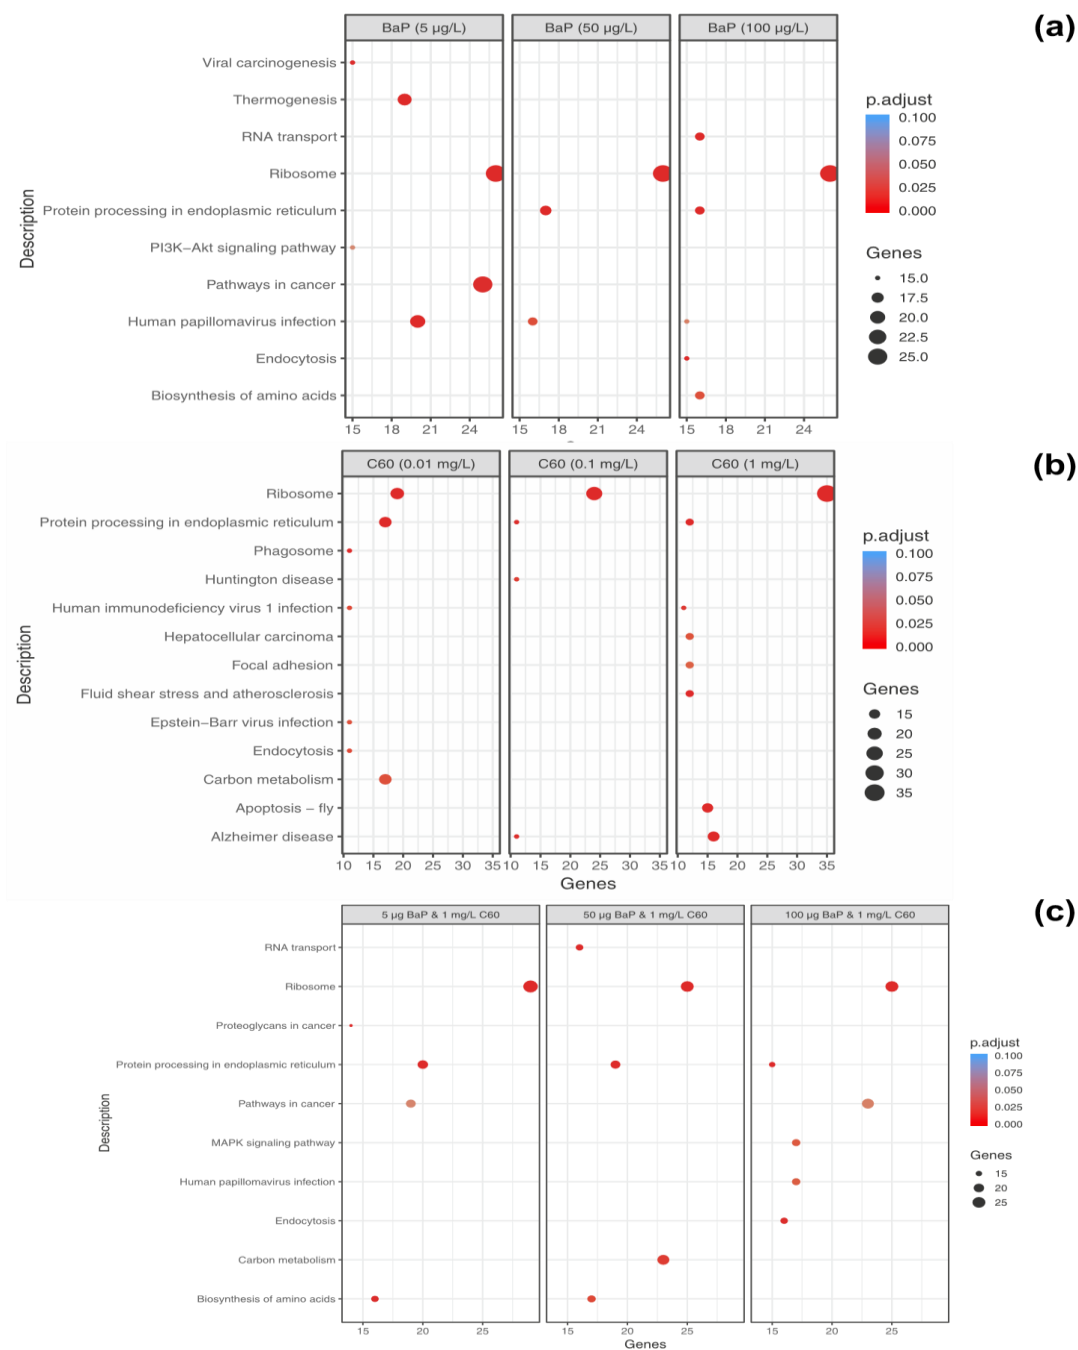 (a)
BaP (5 µg/L) BaP (50 µg/L) BaP (100 µg/L)
Description
Viral carcinogenesis
Thermogenesis
RNA transport
Ribosome
Protein processing in endoplasmic reticulum
PI3K−Akt signaling pathway
Pathways in cancer
Human papillomavirus infection
Endocytosis
Biosynthesis of amino acids
15 18 21 24 15 18 21 24 15 18 21 24
p.adjust
0.100
0.075
0.050
0.025
0.000
Genes
15.0
17.5
20.0
22.5
25.0
(b)
C60 (0.01 mg/L) C60 (0.1 mg/L) C60 (1 mg/L)
Description
Ribosome
Protein processing in endoplasmic reticulum
Phagosome
Huntington disease
Human immunodeficiency virus 1 infection
Hepatocellular carcinoma
Focal adhesion
Fluid shear stress and atherosclerosis
Epstein−Barr virus infection
Endocytosis
Carbon metabolism
Apoptosis − fly
Alzheimer disease
10 15 20 25 30 35 10 15 20 25 30 35 10 15 20 25 30 35
Genes
p.adjust
0.100
0.075
0.050
0.025
0.000
Genes
15
20
25
30
35
(c)
5 µg BaP & 1 mg/L C60 50 µg BaP & 1 mg/L C60 100 µg BaP & 1 mg/L C60
Description
RNA transport
Ribosome
Proteoglycans in cancer
Protein processing in endoplasmic reticulum
Pathways in cancer
MAPK signaling pathway
Human papillomavirus infection
Endocytosis
Carbon metabolism
Biosynthesis of amino acids
15 20 25 15 20 25 15 20 25
Genes
p.adjust
0.100
0.075
0.050
0.025
0.000
Genes
15
20
25